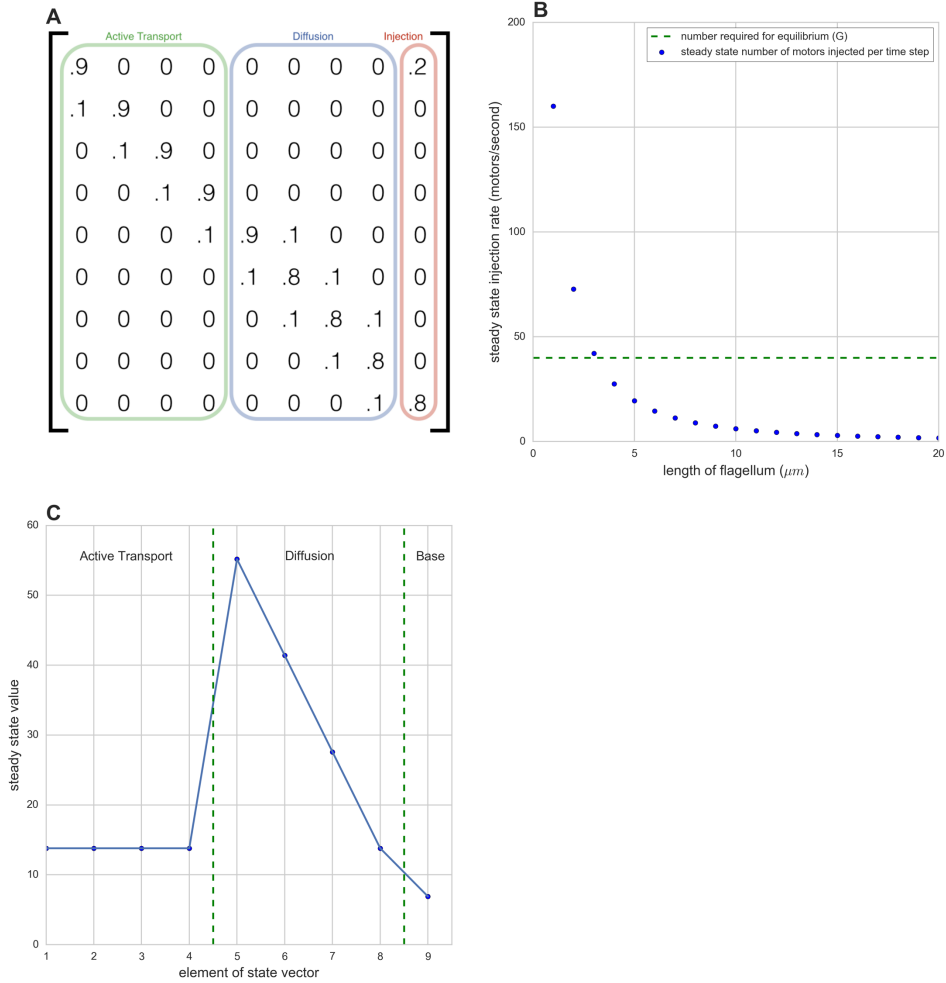 A
Active Transport Diffusion Injection
.9 0 0 0 0 0 0 0 .2
.1 .9 0 0 0 0 0 0 0
0 .1 .9 0 0 0 0 0 0
0 0 .1 .9 0 0 0 0 0
0 0 0 .1 .9 .1 0 0 0
0 0 0 0 .1 .8 .1 0 0
0 0 0 0 0 .1 .8 .1 0
0 0 0 0 0 0 .1 .8 0
0 0 0 0 0 0 0 .1 .8
B
number required for equilibrium (G)
steady state number of motors injected per time step
steady state injection rate (motors/second)
200
150
100
50
0
0 5 10 15 20
length of flagellum (μm)
C
Active Transport Diffusion Base
steady state value
60
50
40
30
20
10
0
1 2 3 4 5 6 7 8 9
element of state vector